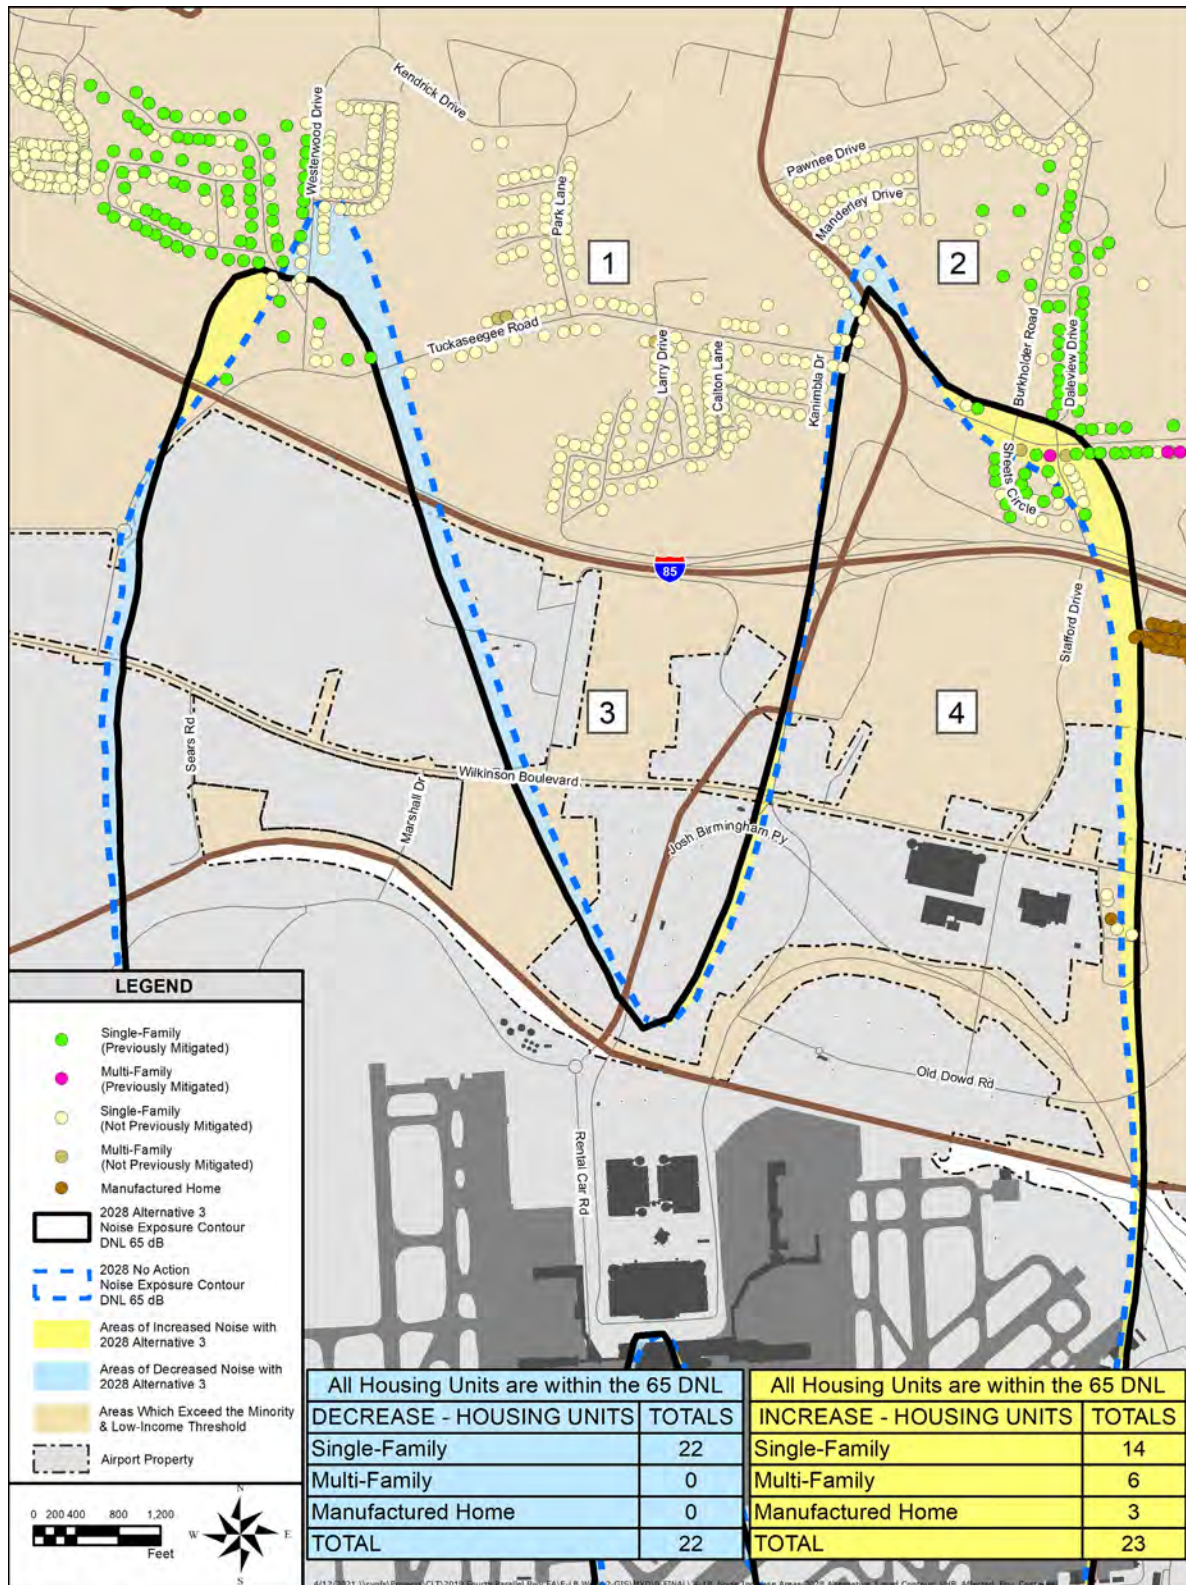 Kendrick Drive
Westerwood Drive
Park Lane
Pawnee Drive
Manderley Drive
1
2
Tuckaseegee Road
Larry Drive
Calton Lane
Kanimbla Dr
Burkholder Road
Daleview Drive
Sheets Circle
85
Stafford Drive
3
4
Sears Rd
Marshall Dr
Wilkinson Boulevard
Josh Birmingham Py
Old Dowd Rd
Rental Car Rd
LEGEND
Single-Family
(Previously Mitigated)
Multi-Family
(Previously Mitigated)
Single-Family
(Not Previously Mitigated)
Multi-Family
(Not Previously Mitigated)
Manufactured Home
2028 Alternative 3
Noise Exposure Contour
DNL 65 dB
2028 No Action
Noise Exposure Contour
DNL 65 dB
Areas of Increased Noise with
2028 Alternative 3
Areas of Decreased Noise with
2028 Alternative 3
Areas Which Exceed the Minority
& Low-Income Threshold
Airport Property
0 200 400 800 1,200
Feet
N
W E
S
All Housing Units are within the 65 DNL
DECREASE - HOUSING UNITS TOTALS
Single-Family 22
Multi-Family 0
Manufactured Home 0
TOTAL 22
All Housing Units are within the 65 DNL
INCREASE - HOUSING UNITS TOTALS
Single-Family 14
Multi-Family 6
Manufactured Home 3
TOTAL 23